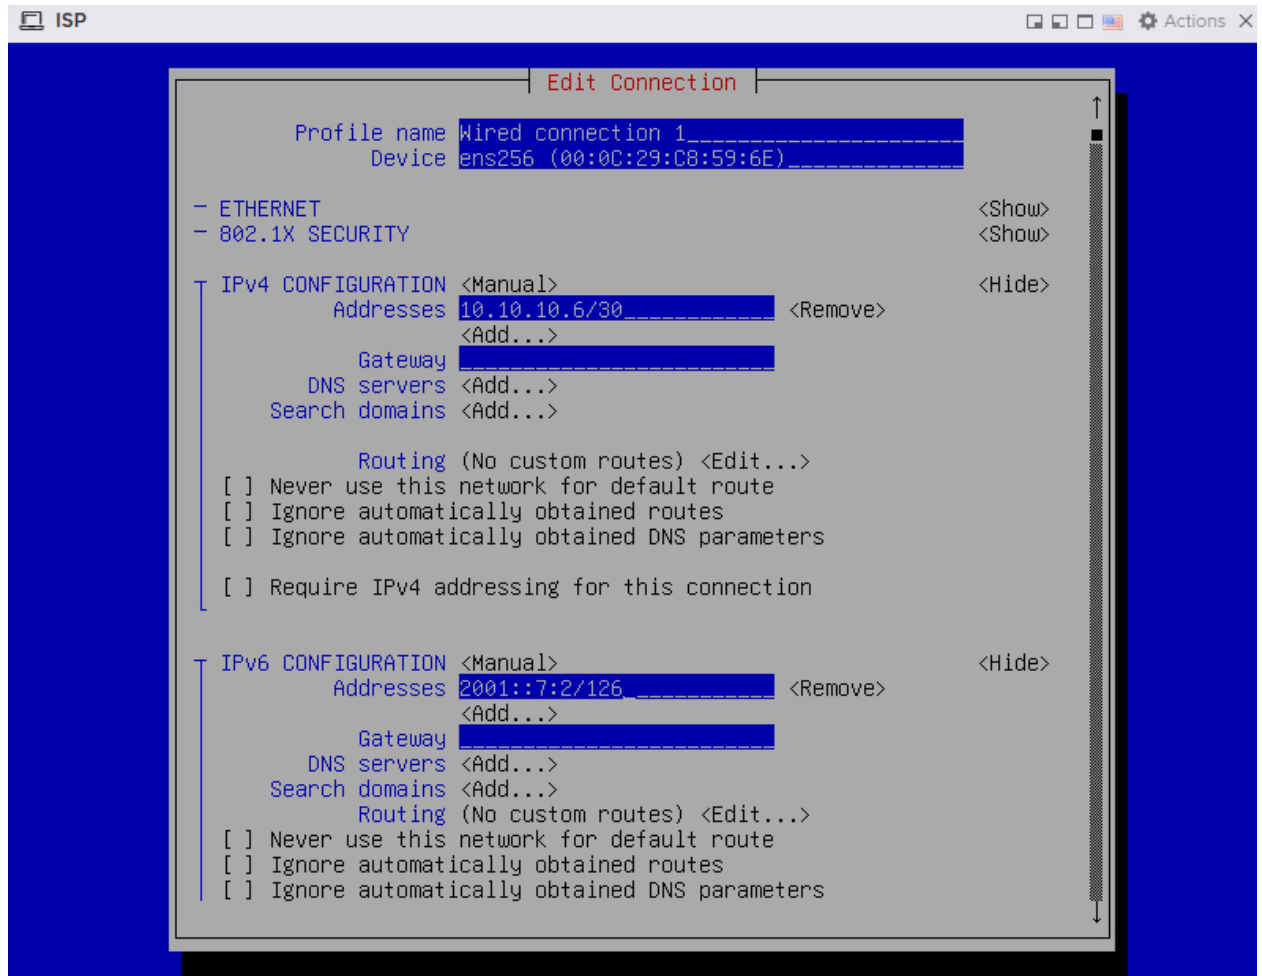 ISP Actions
Edit Connection
Profile name Wired connection 1
Device ens256 (00:0C:29:C8:59:6E)
ETHERNET <Show>
802.1X SECURITY <Show>
IPv4 CONFIGURATION <Manual> <Hide>
Addresses 10.10.10.6/30 <Remove>
<Add...>
Gateway
DNS servers <Add...>
Search domains <Add...>
Routing (No custom routes) <Edit...>
[ ] Never use this network for default route
[ ] Ignore automatically obtained routes
[ ] Ignore automatically obtained DNS parameters
[ ] Require IPv4 addressing for this connection
IPv6 CONFIGURATION <Manual> <Hide>
Addresses 2001::7:2/126 <Remove>
<Add...>
Gateway
DNS servers <Add...>
Search domains <Add...>
Routing (No custom routes) <Edit...>
[ ] Never use this network for default route
[ ] Ignore automatically obtained routes
[ ] Ignore automatically obtained DNS parameters